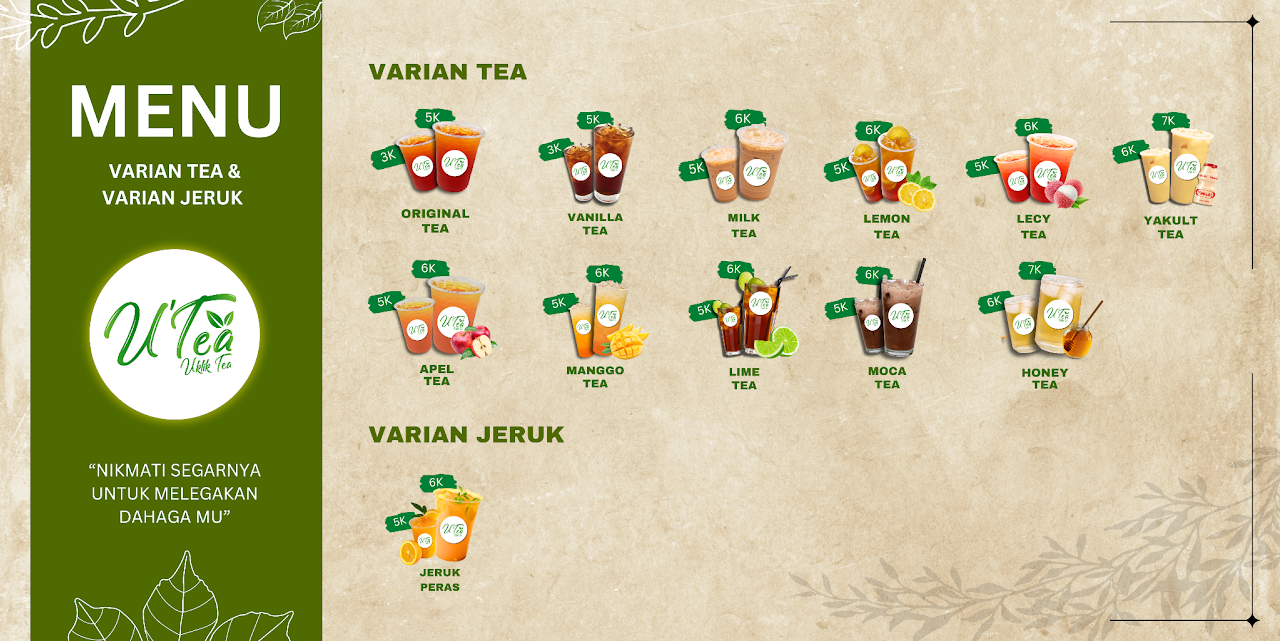 MENU
VARIAN TEA &
VARIAN JERUK
U'Tea
Uklik Tea
“NIKMATI SEGARNYA
UNTUK MELEGAKAN
DAHAGA MU”
VARIAN TEA
3K 5K
ORIGINAL
TEA
3K 5K
VANILLA
TEA
5K 6K
MILK
TEA
5K 6K
LEMON
TEA
5K 6K
LECY
TEA
6K 7K
YAKULT
TEA
5K 6K
APEL
TEA
5K 6K
MANGGO
TEA
5K 6K
LIME
TEA
5K 6K
MOCA
TEA
6K 7K
HONEY
TEA
VARIAN JERUK
5K 6K
JERUK
PERAS